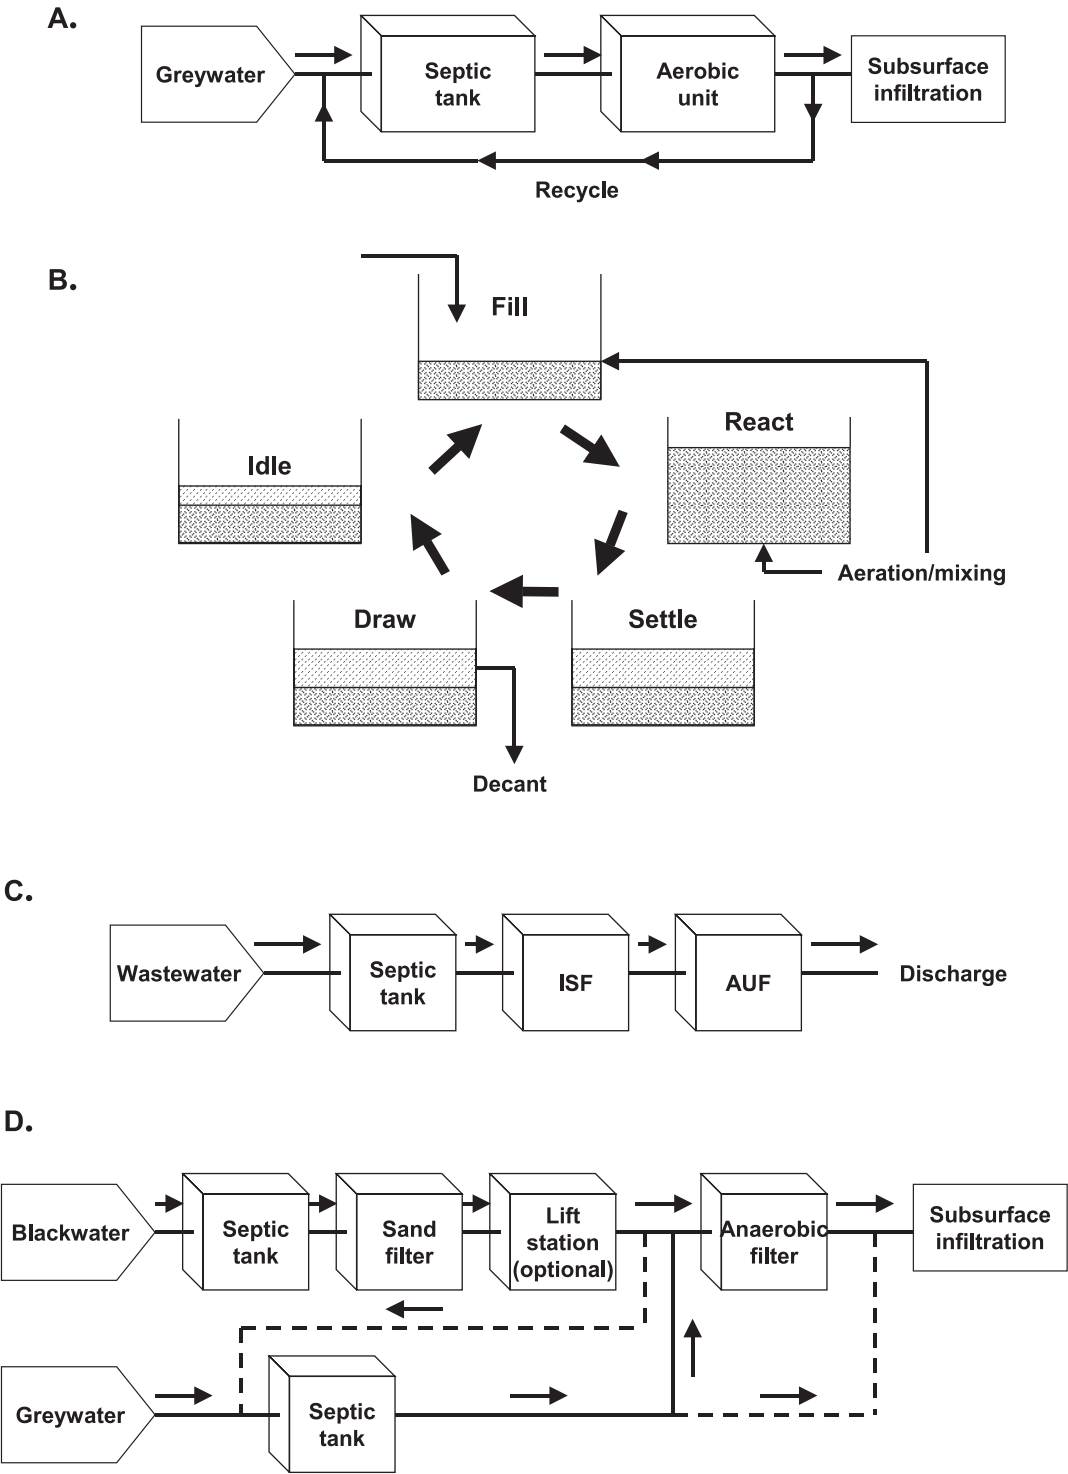 A.
Greywater
Septic
tank
Aerobic
unit
Subsurface
infiltration
Recycle
B.
Fill
React
Idle
Aeration/mixing
Draw
Settle
Decant
C.
Wastewater
Septic
tank
ISF
AUF
Discharge
D.
Blackwater
Septic
tank
Sand
filter
Lift
station
(optional)
Anaerobic
filter
Subsurface
infiltration
Greywater
Septic
tank